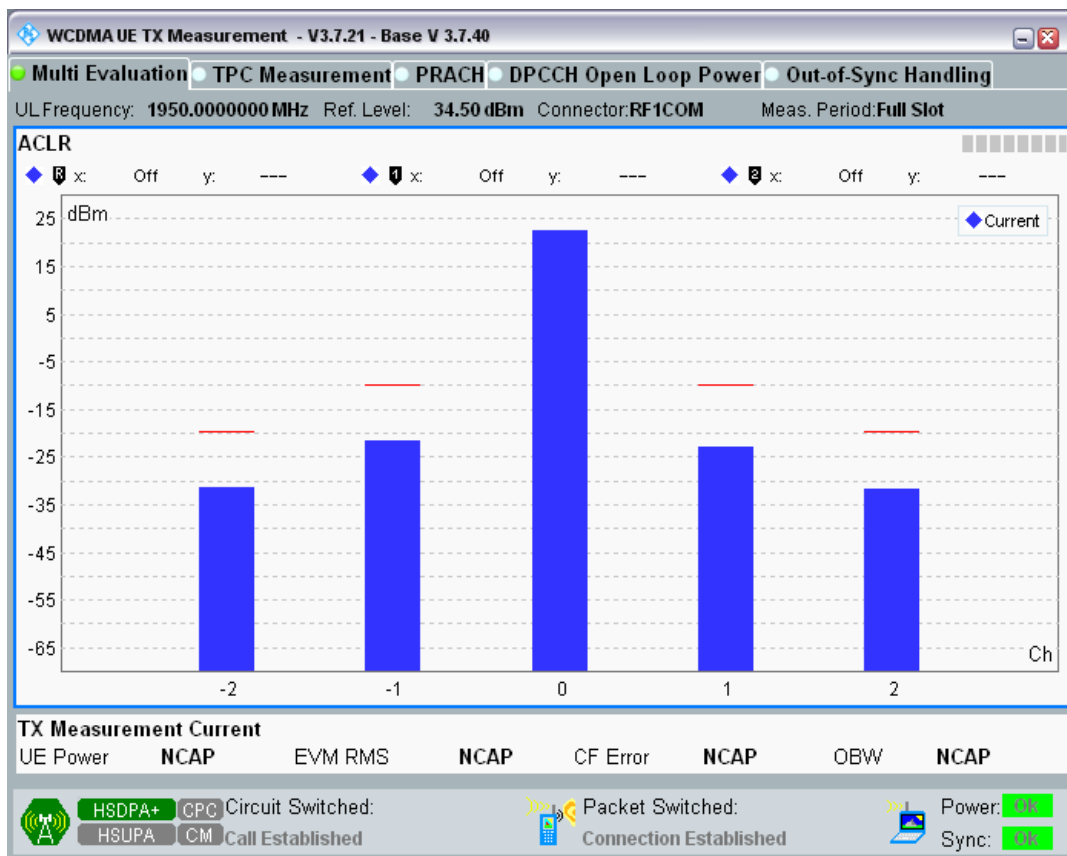 WCDMA UE TX Measurement - V3.7.21 - Base V 3.7.40
Multi Evaluation TPC Measurement PRACH DPCCH Open Loop Power Out-of-Sync Handling
UL Frequency: 1950.0000000 MHz Ref. Level: 34.50 dBm Connector:RF1COM Meas. Period:Full Slot
ACLR
R x: Off y: --- 1 x: Off y: --- 2 x: Off y: ---
25 dBm
Current
15
5
-5
-15
-25
-35
-45
-55
-65
Ch
-2 -1 0 1 2
TX Measurement Current
UE Power NCAP EVM RMS NCAP CF Error NCAP OBW NCAP
HSDPA+ CPC Circuit Switched: Packet Switched: Power: Ok
HSUPA CM Call Established Connection Established Sync: Ok